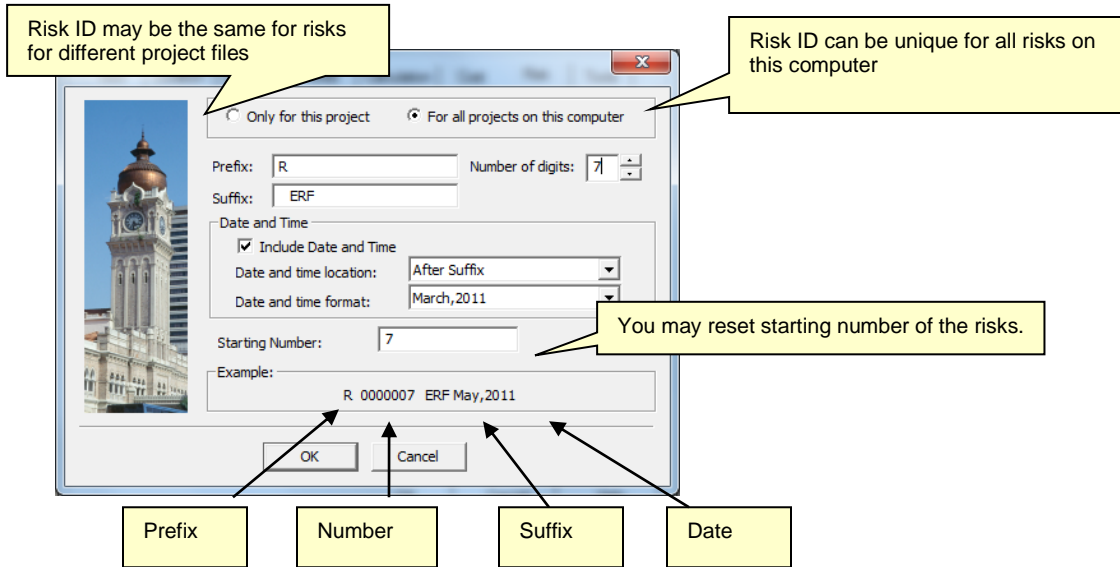 Risk ID may be the same for risks
for different project files
Risk ID can be unique for all risks on
this computer
Only for this project For all projects on this computer
Prefix: R Number of digits: 7
Suffix: ERF
Date and Time
Include Date and Time
Date and time location: After Suffix
Date and time format: March,2011
You may reset starting number of the risks.
Starting Number: 7
Example:
R 0000007 ERF May,2011
OK Cancel
Prefix Number Suffix Date